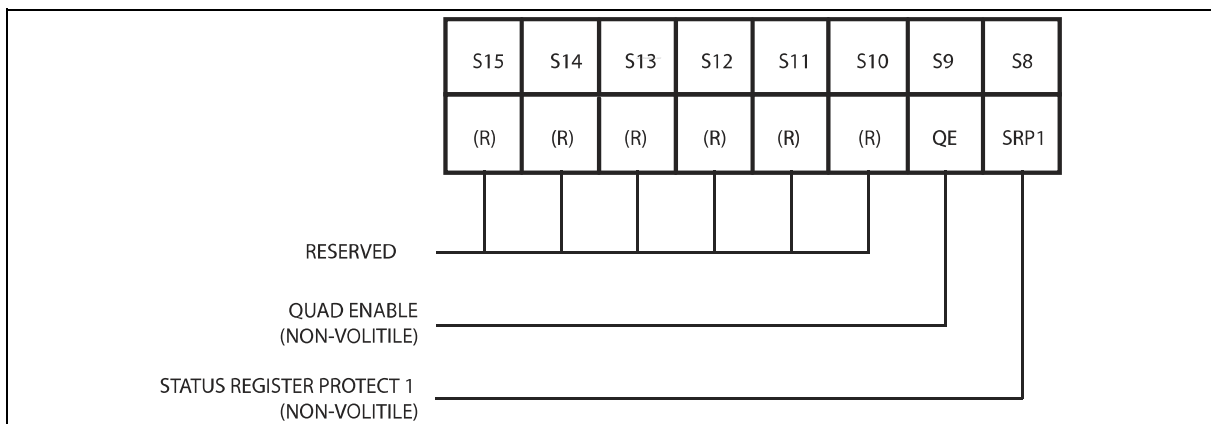 S15 S14 S13 S12 S11 S10 S9 S8
(R) (R) (R) (R) (R) (R) QE SRP1
RESERVED
QUAD ENABLE
(NON-VOLITILE)
STATUS REGISTER PROTECT 1
(NON-VOLITILE)